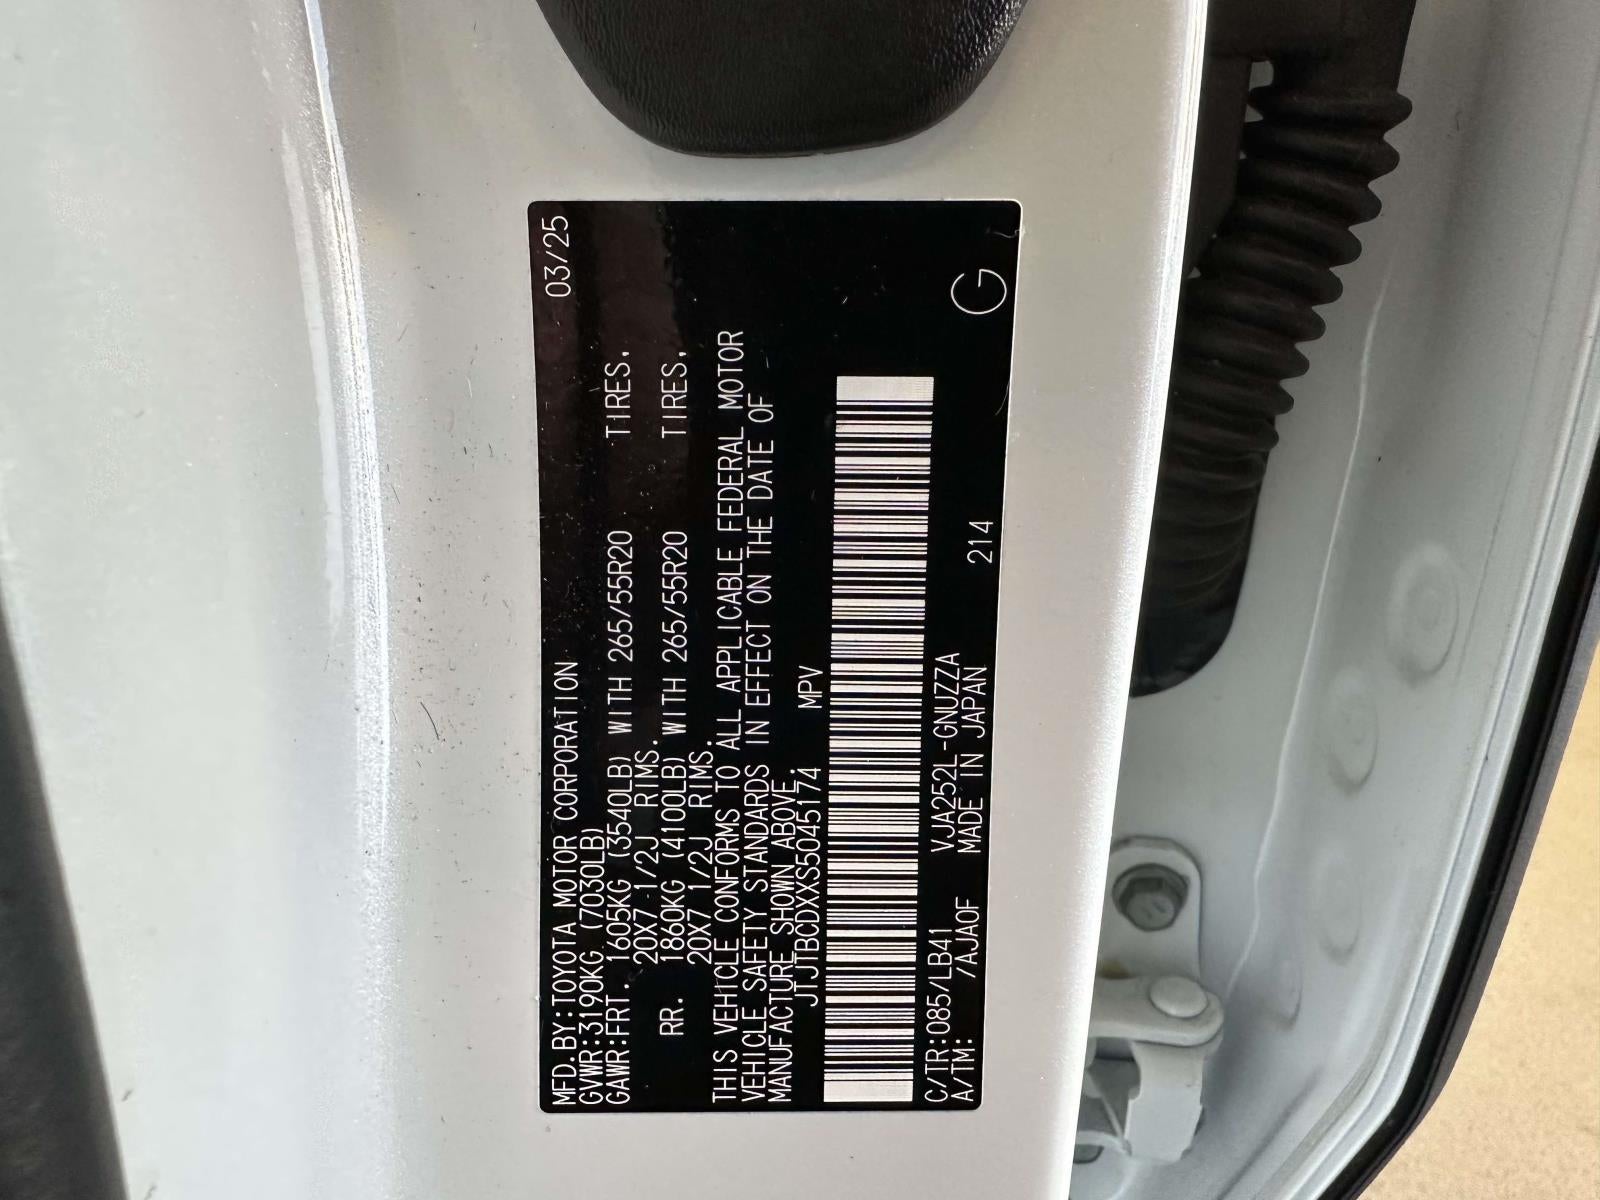 MFD.BY:TOYOTA MOTOR CORPORATION 03/25
GVWR:3190KG (7030LB)
GAWR:FRT. 1605KG (3540LB) WITH 265/55R20 TIRES,
20X7 1/2J RIMS.
RR. 1860KG (4100LB) WITH 265/55R20 TIRES,
20X7 1/2J RIMS.
THIS VEHICLE CONFORMS TO ALL APPLICABLE FEDERAL MOTOR
VEHICLE SAFETY STANDARDS IN EFFECT ON THE DATE OF
MANUFACTURE SHOWN ABOVE.
JTJTBCDXXS5045174 MPV
C/TR:085/LB41 VJA252L-GNUZZA
A/TM: /AJA0F MADE IN JAPAN 214 G